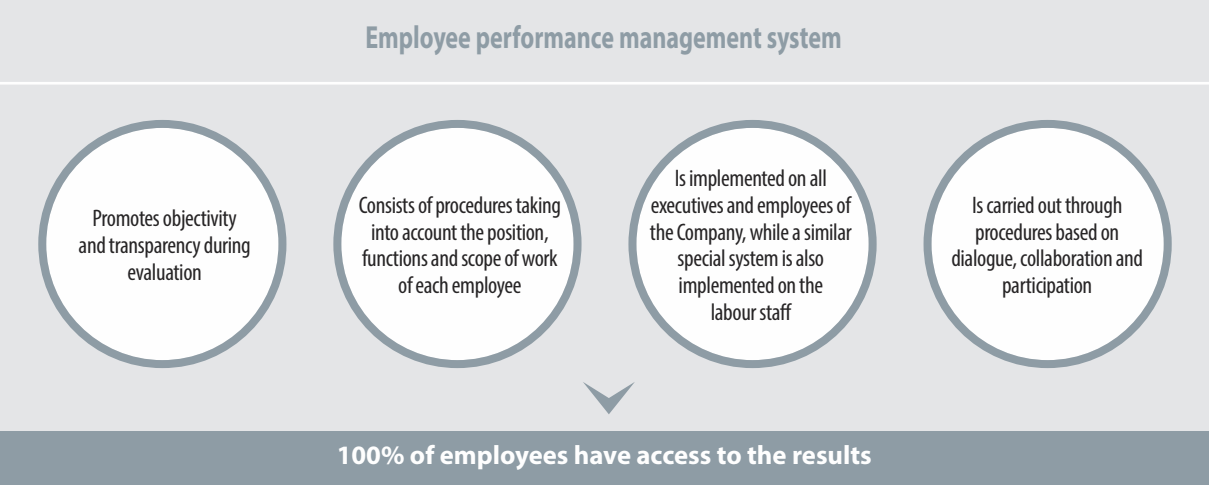 Employee performance management system
Promotes objectivity
and transparency during
evaluation
Consists of procedures taking
into account the position,
functions and scope of work
of each employee
Is implemented on all
executives and employees of
the Company, while a similar
special system is also
implemented on the
labour staff
Is carried out through
procedures based on
dialogue, collaboration and
participation
100% of employees have access to the results